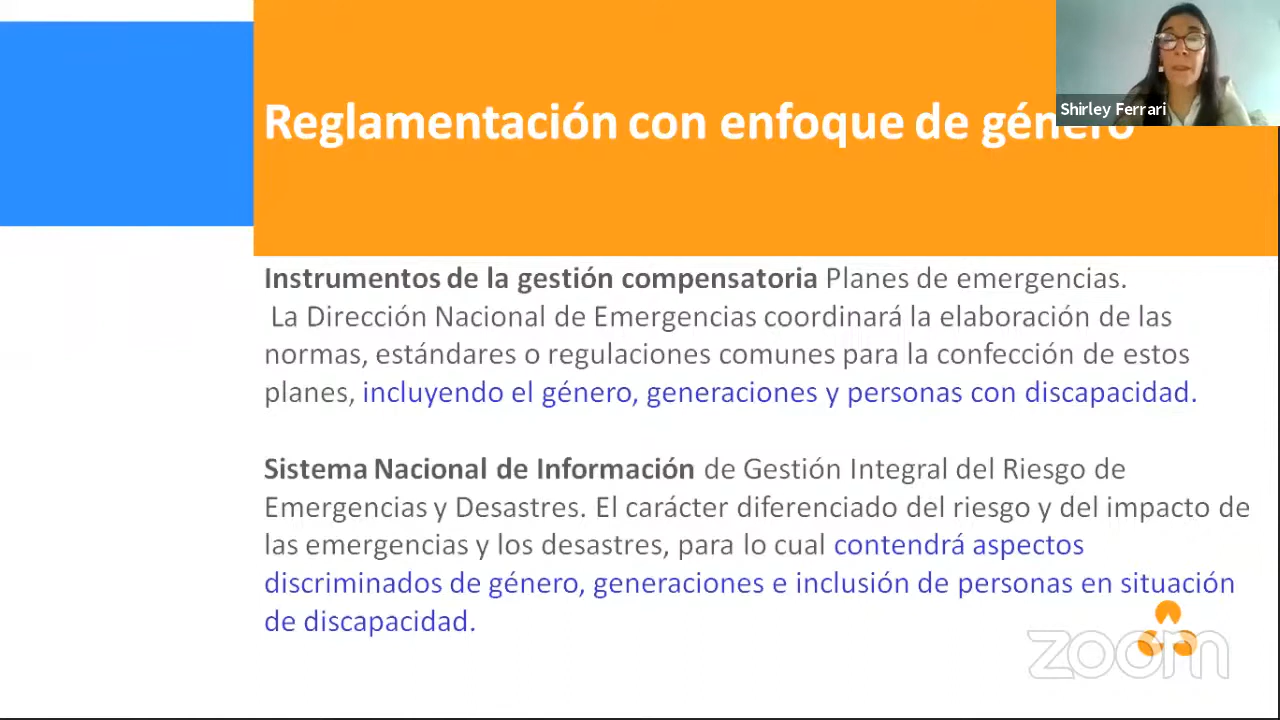 Reglamentación con enfoque de género
Shirley Ferrari
Instrumentos de la gestión compensatoria Planes de emergencias.
La Dirección Nacional de Emergencias coordinará la elaboración de las
normas, estándares o regulaciones comunes para la confección de estos
planes, incluyendo el género, generaciones y personas con discapacidad.
Sistema Nacional de Información de Gestión Integral del Riesgo de
Emergencias y Desastres. El carácter diferenciado del riesgo y del impacto de
las emergencias y los desastres, para lo cual contendrá aspectos
discriminados de género, generaciones e inclusión de personas en situación
de discapacidad.
zoom